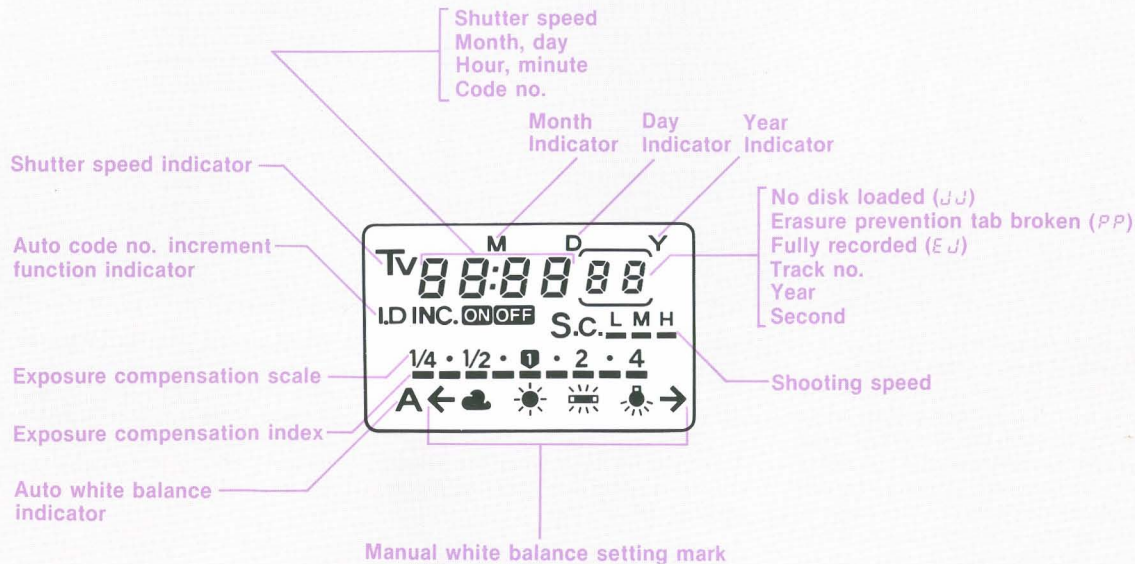 Shutter speed
Month, day
Hour, minute
Code no.
Month Indicator
Day Indicator
Year Indicator
Shutter speed indicator
Auto code no. increment
function indicator
Exposure compensation scale
Exposure compensation index
Auto white balance
indicator
M D Y
Tv 88:88 88
I.D INC. ON OFF S.C. L M H
1/4 · 1/2 · 1 · 2 · 4
A
No disk loaded (JJ)
Erasure prevention tab broken (PP)
Fully recorded (EJ)
Track no.
Year
Second
Shooting speed
Manual white balance setting mark